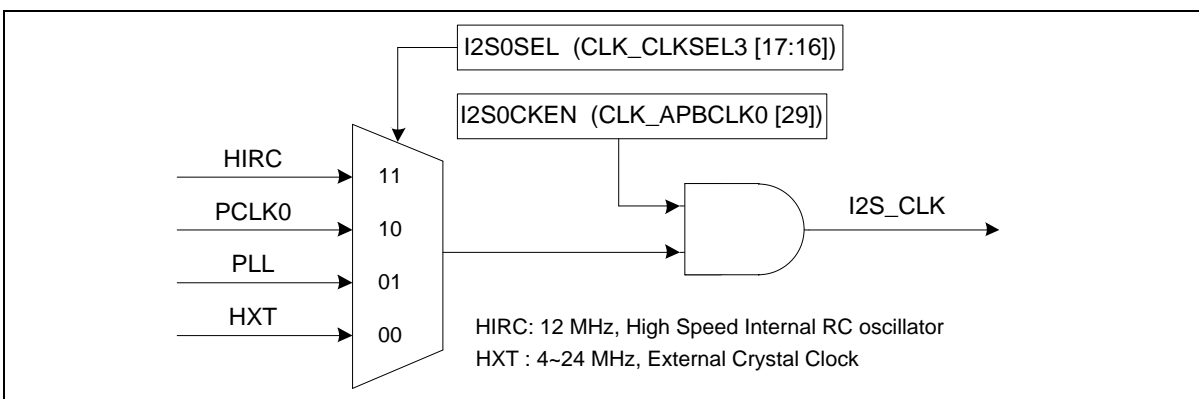 I2S0SEL (CLK_CLKSEL3 [17:16])
I2S0CKEN (CLK_APBCLK0 [29])
HIRC
11
PCLK0
10
I2S_CLK
PLL
01
HXT
00
HIRC: 12 MHz, High Speed Internal RC oscillator
HXT : 4~24 MHz, External Crystal Clock